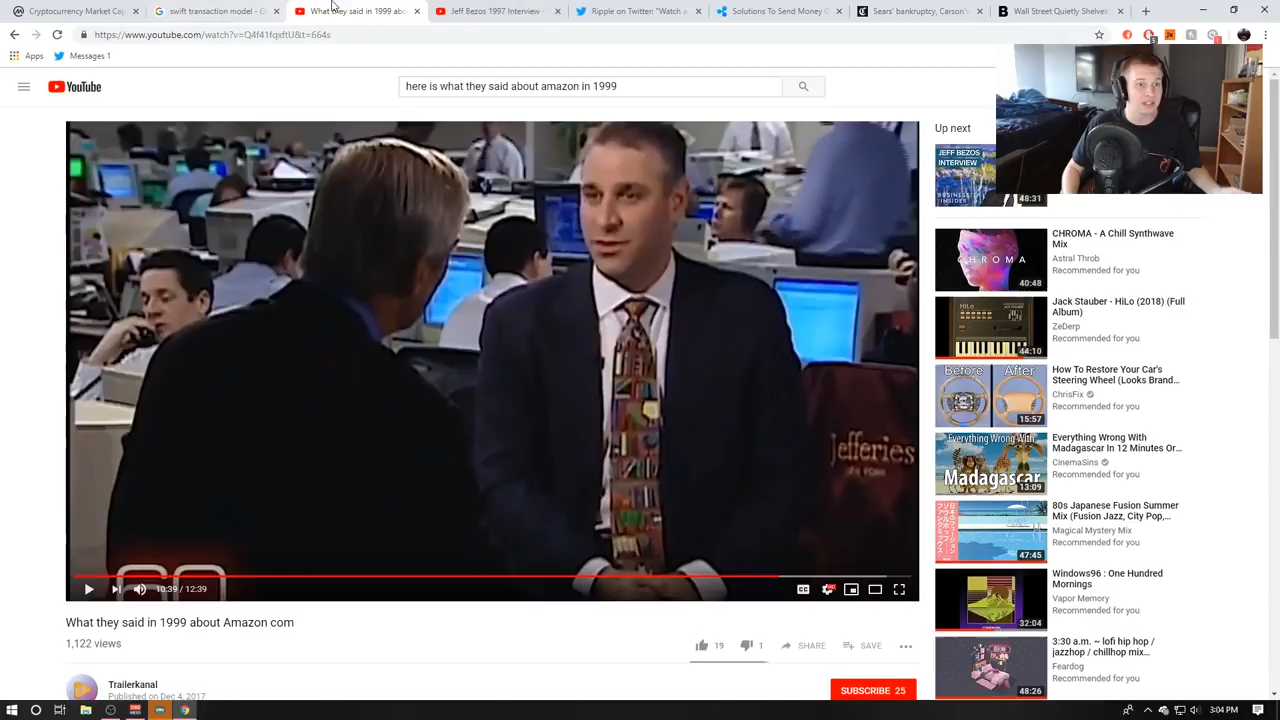 Cryptocurrency Market Cap
swift transaction model - G
What they said in 1999 abo
Jeff Bezos 1997 Interview -
Ripple on Twitter: "Watch a
Solutions To Send Money G
Sears' bankruptcy, Carson's
Wall Street Quietly Shelves
https://www.youtube.com/watch?v=Q4f41fqxftU&t=664s
Apps
Messages 1
YouTube
here is what they said about amazon in 1999
Up next
JEFF BEZOS
INTERVIEW
BUSINESS
INSIDER
48:31
CHROMA
40:48
CHROMA - A Chill Synthwave
Mix
Astral Throb
Recommended for you
HiLo
44:10
Jack Stauber - HiLo (2018) (Full
Album)
ZeDerp
Recommended for you
Before
After
15:57
How To Restore Your Car's
Steering Wheel (Looks Brand...
ChrisFix
Recommended for you
Everything Wrong With
Madagascar
13:09
Everything Wrong With
Madagascar In 12 Minutes Or...
CinemaSins
Recommended for you
47:45
80s Japanese Fusion Summer
Mix (Fusion Jazz, City Pop,...
Magical Mystery Mix
Recommended for you
32:04
Windows96 : One Hundred
Mornings
Vapor Memory
Recommended for you
48:26
3:30 a.m. ~ lofi hip hop /
jazzhop / chillhop mix...
Feardog
Recommended for you
Jefferies
10:39 / 12:39
What they said in 1999 about Amazon com
1,122 views
19
1
SHARE
SAVE
Trailerkanal
Published on Dec 4, 2017
SUBSCRIBE 25
3:04 PM